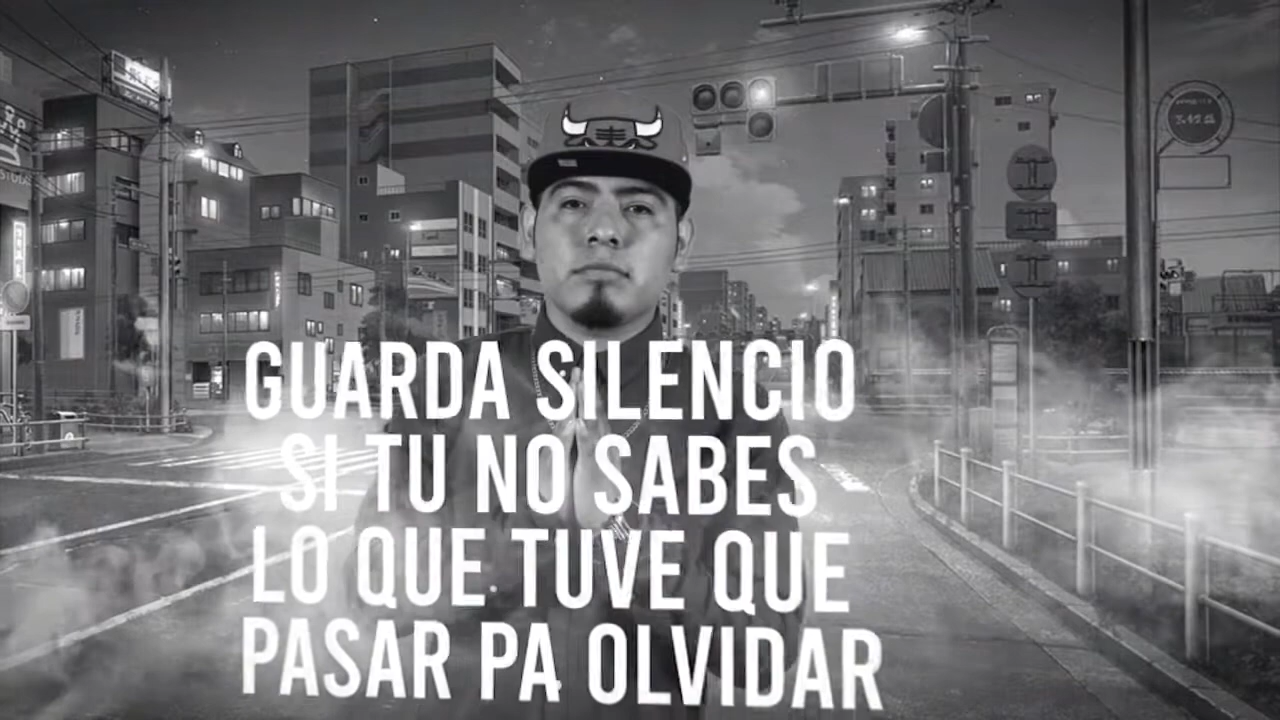 GUARDA SILENCIO
SI TU NO SABES
LO QUE TUVE QUE
PASAR PA OLVIDAR